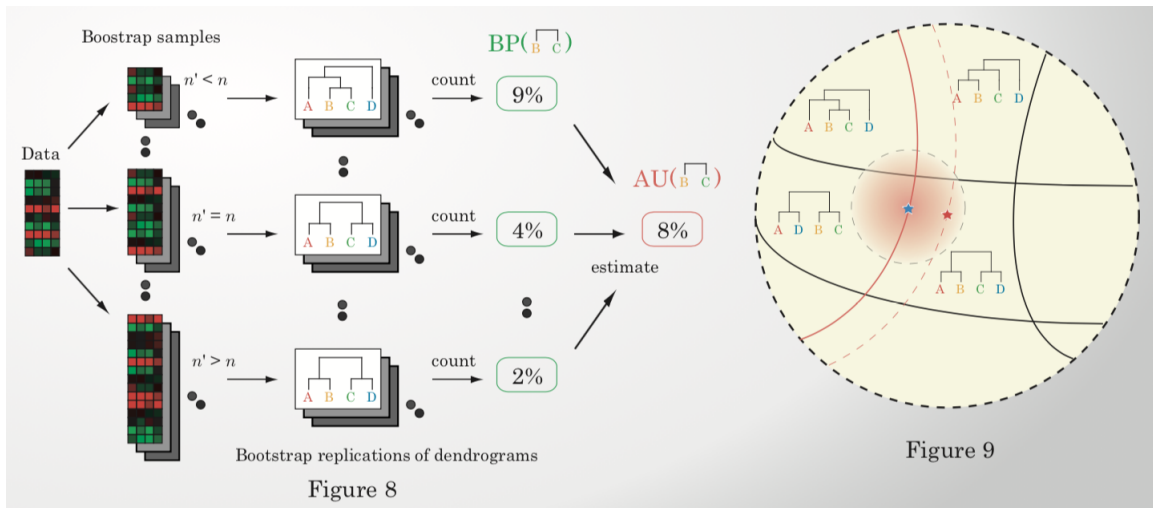 Boostrap samples
Data
n' < n
A B C D
count
BP( B C )
9%
n' = n
A B C D
count
4%
n' > n
A B C D
count
2%
AU( B C )
8%
estimate
Bootstrap replications of dendrograms
Figure 8
A B C D
A B C D
A D B C
A B C D
Figure 9